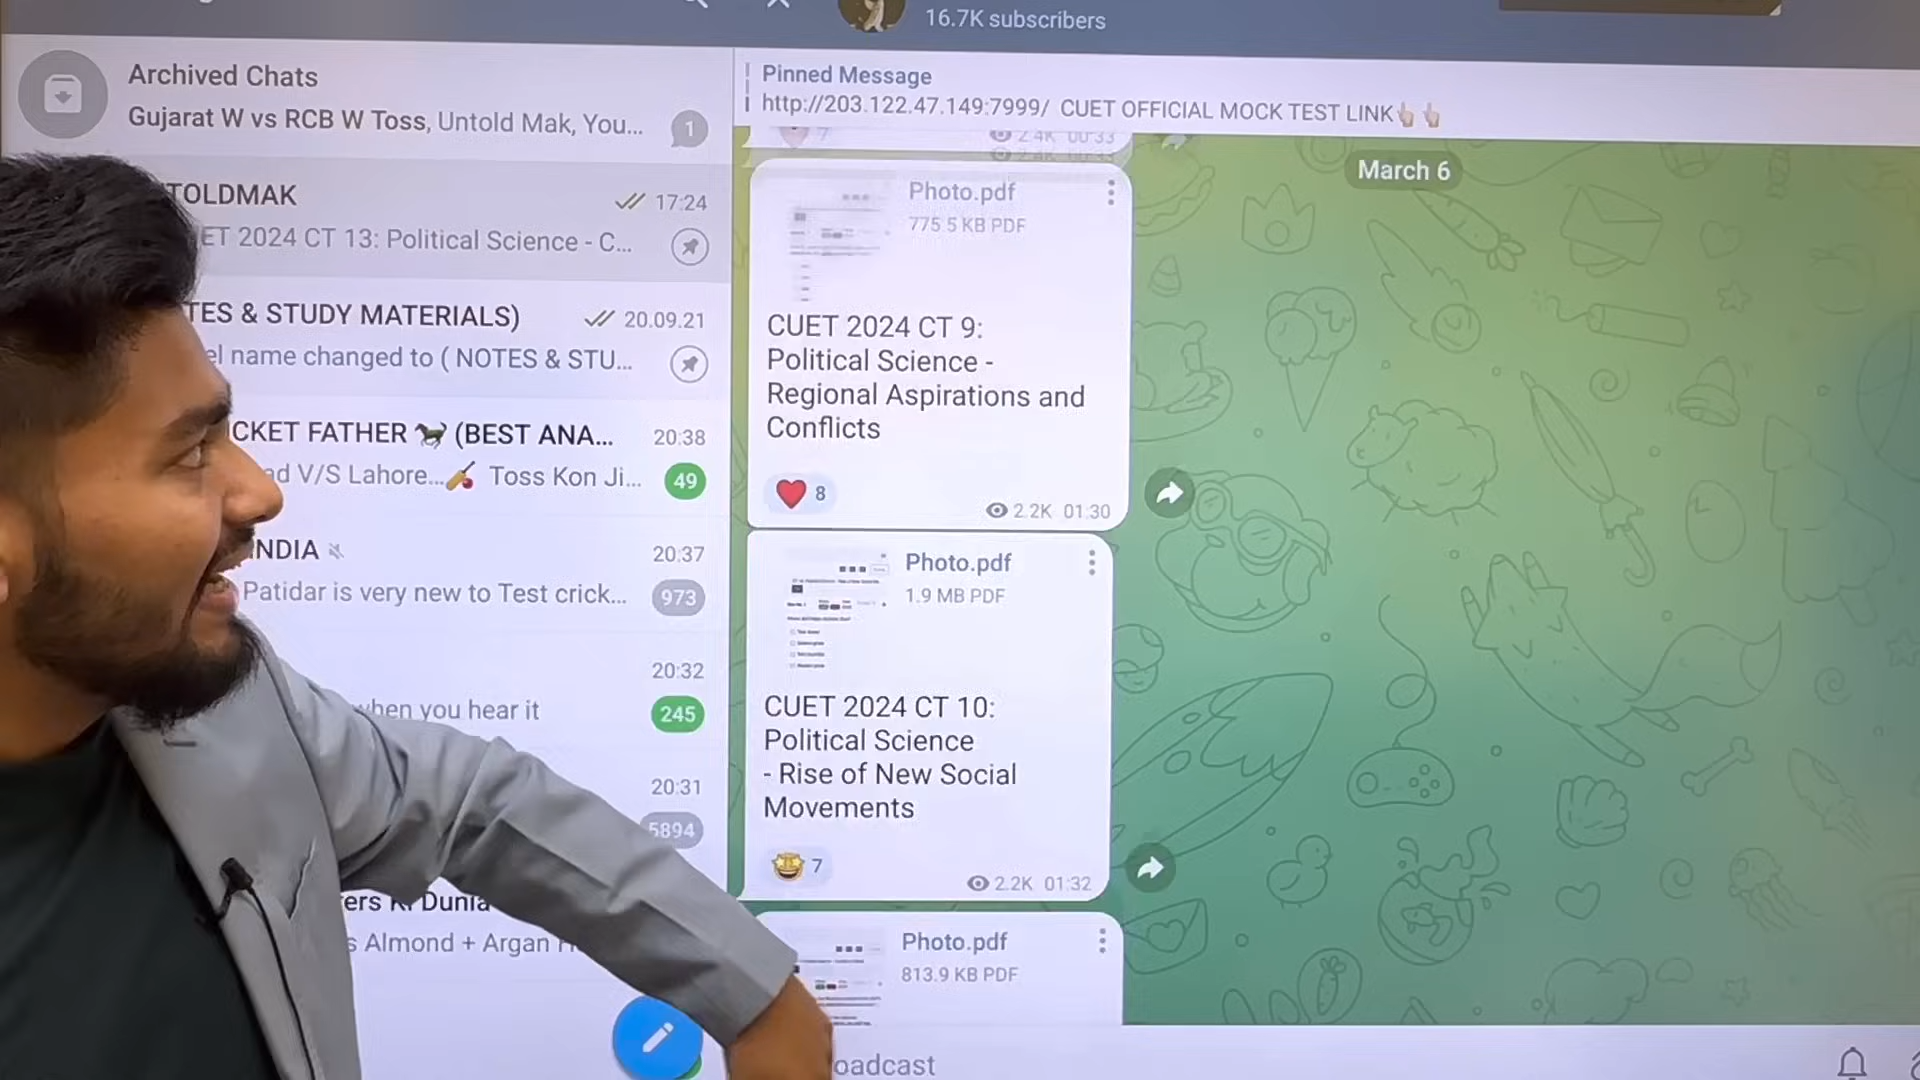 16.7K subscribers
Archived Chats
Gujarat W vs RCB W Toss, Untold Mak, You...
1
TOLDMAK
17:24
ET 2024 CT 13: Political Science - C...
TES & STUDY MATERIALS)
20.09.21
el name changed to ( NOTES & STU...
CKET FATHER 🐎 (BEST ANA...
20:38
ad V/S Lahore...🏏 Toss Kon Ji...
49
NDIA
20:37
Patidar is very new to Test crick...
973
20:32
when you hear it
245
20:31
5894
ers Ki Dunia
s Almond + Argan
Pinned Message
http://203.122.47.149:7999/ CUET OFFICIAL MOCK TEST LINK👆🏻👆🏻
7
2.4K 00:33
March 6
Photo.pdf
775.5 KB PDF
CUET 2024 CT 9:
Political Science -
Regional Aspirations and
Conflicts
❤️ 8
2.2K 01:30
Photo.pdf
1.9 MB PDF
CUET 2024 CT 10:
Political Science
- Rise of New Social
Movements
🤩 7
2.2K 01:32
Photo.pdf
813.9 KB PDF
oadcast